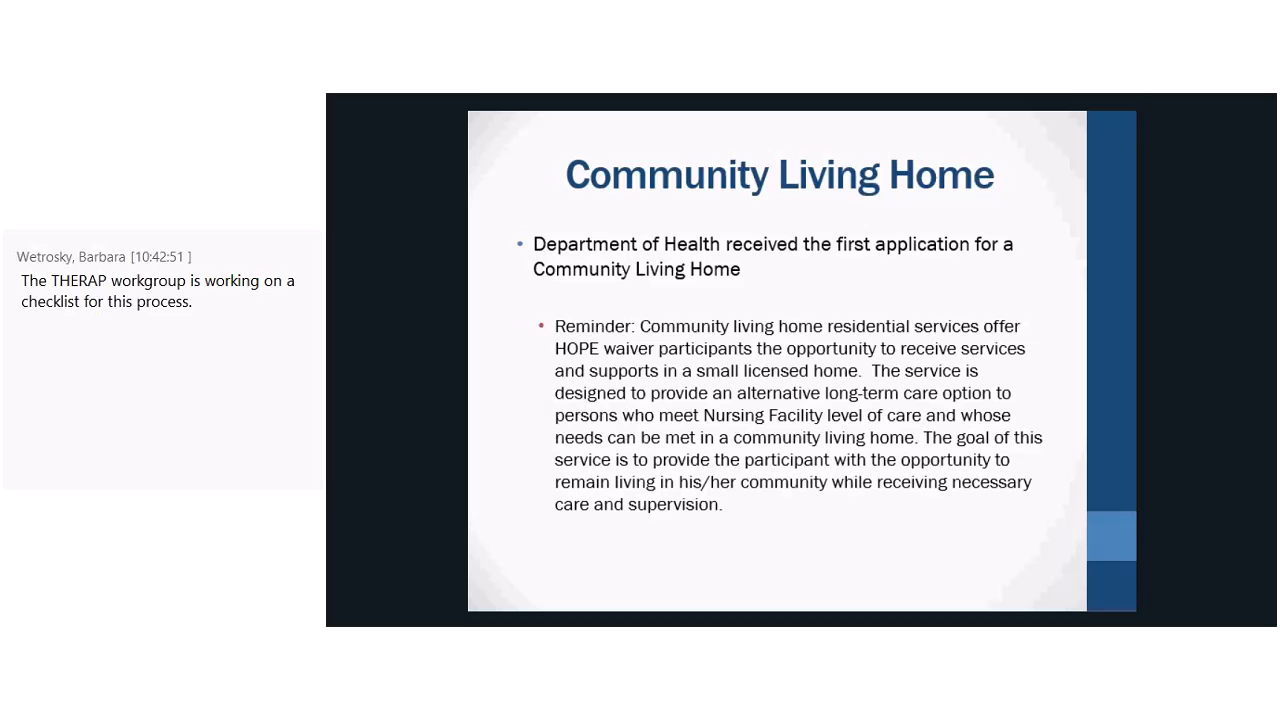 Wetrosky, Barbara [10:42:51 ]
The THERAP workgroup is working on a
checklist for this process.
Community Living Home
• Department of Health received the first application for a
Community Living Home
• Reminder: Community living home residential services offer
HOPE waiver participants the opportunity to receive services
and supports in a small licensed home.  The service is
designed to provide an alternative long-term care option to
persons who meet Nursing Facility level of care and whose
needs can be met in a community living home. The goal of this
service is to provide the participant with the opportunity to
remain living in his/her community while receiving necessary
care and supervision.